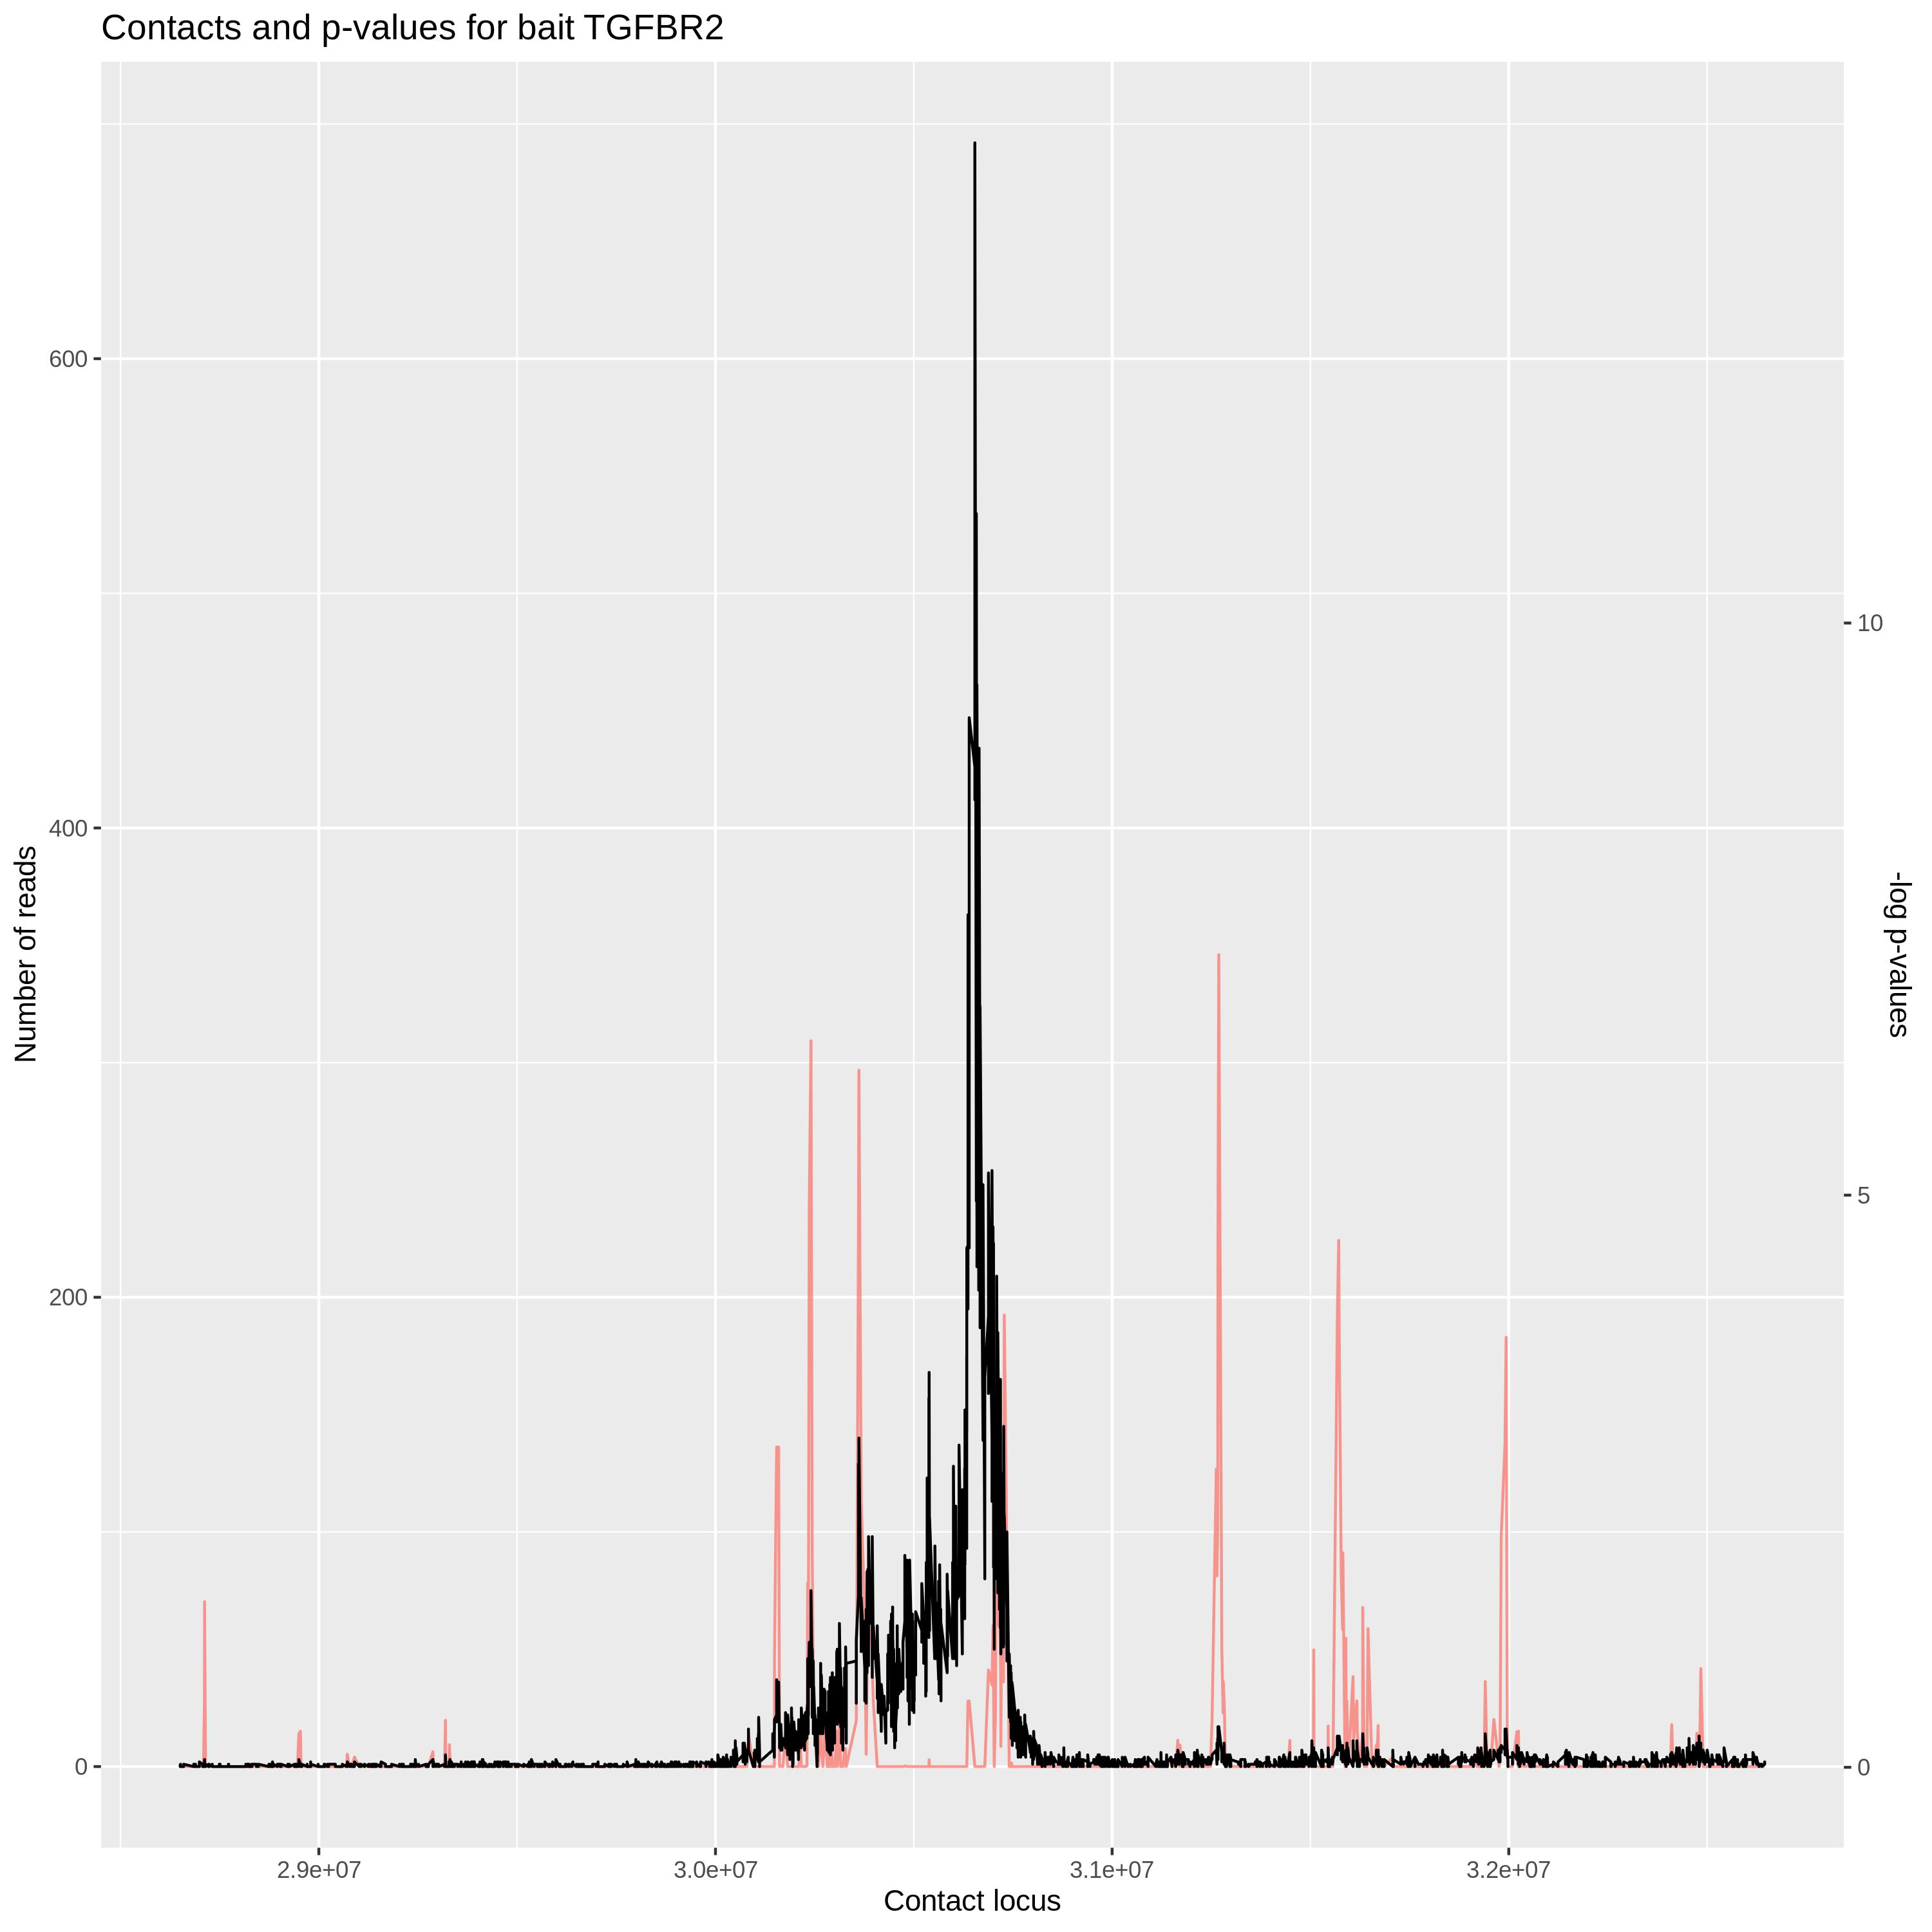 Contacts and p-values for bait TGFBR2
600
400
200
0
10
5
0
Number of reads
-log p-values
2.9e+07 3.0e+07 3.1e+07 3.2e+07
Contact locus